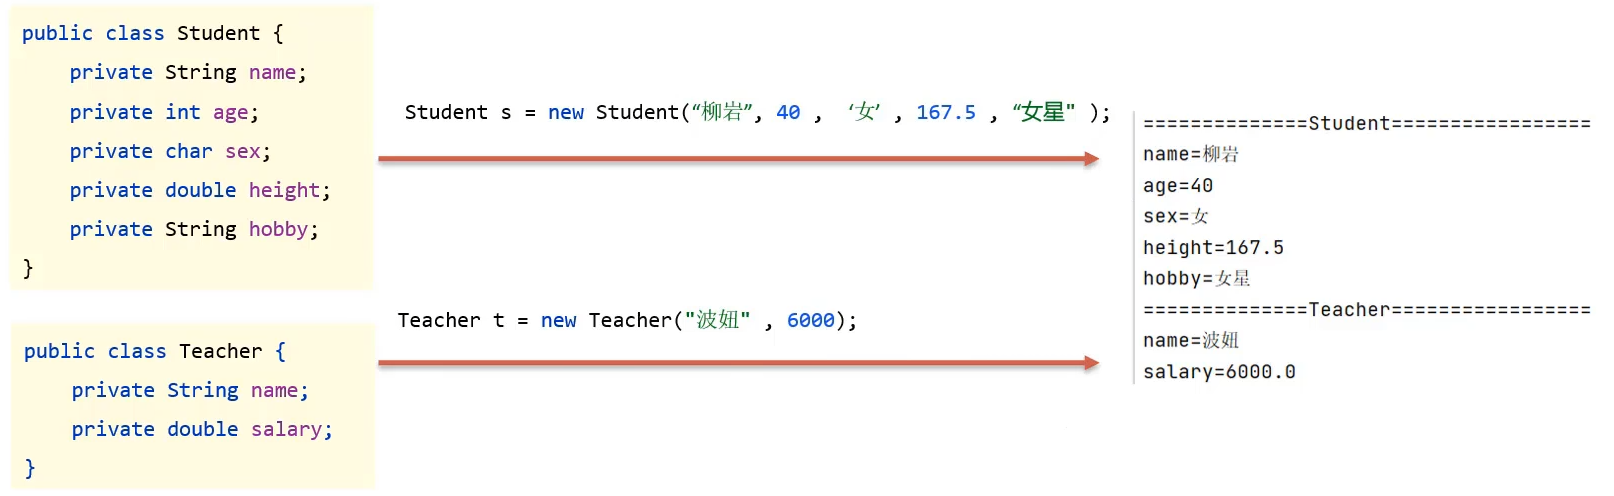 public class Student {
private String name;
private int age;
private char sex;
private double height;
private String hobby;
}
Student s = new Student(“柳岩”, 40 , ‘女’ , 167.5 , “女星" );
public class Teacher {
private String name;
private double salary;
}
Teacher t = new Teacher("波妞" , 6000);
==============Student=================
name=柳岩
age=40
sex=女
height=167.5
hobby=女星
==============Teacher=================
name=波妞
salary=6000.0